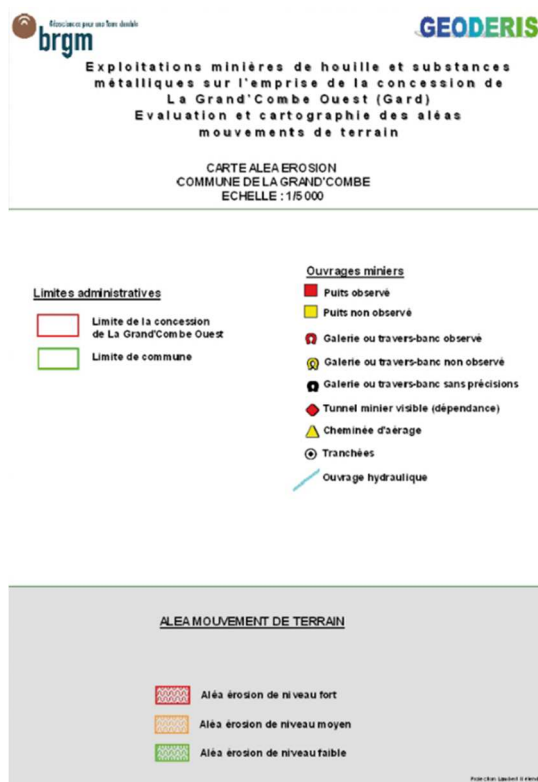 Géosciences pour une Terre durable
brgm
GEODERIS
Exploitations minières de houille et substances
métalliques sur l'emprise de la concession de
La Grand'Combe Ouest (Gard)
Evaluation et cartographie des aléas
mouvements de terrain
CARTE ALEA EROSION
COMMUNE DE LA GRAND'COMBE
ECHELLE : 1/5 000
Limites administratives
Limite de la concession
de La Grand'Combe Ouest
Limite de commune
Ouvrages miniers
Puits observé
Puits non observé
Galerie ou travers-banc observé
Galerie ou travers-banc non observé
Galerie ou travers-banc sans précisions
Tunnel minier visible (dépendance)
Cheminée d'aérage
Tranchées
Ouvrage hydraulique
ALEA MOUVEMENT DE TERRAIN
Aléa érosion de niveau fort
Aléa érosion de niveau moyen
Aléa érosion de niveau faible